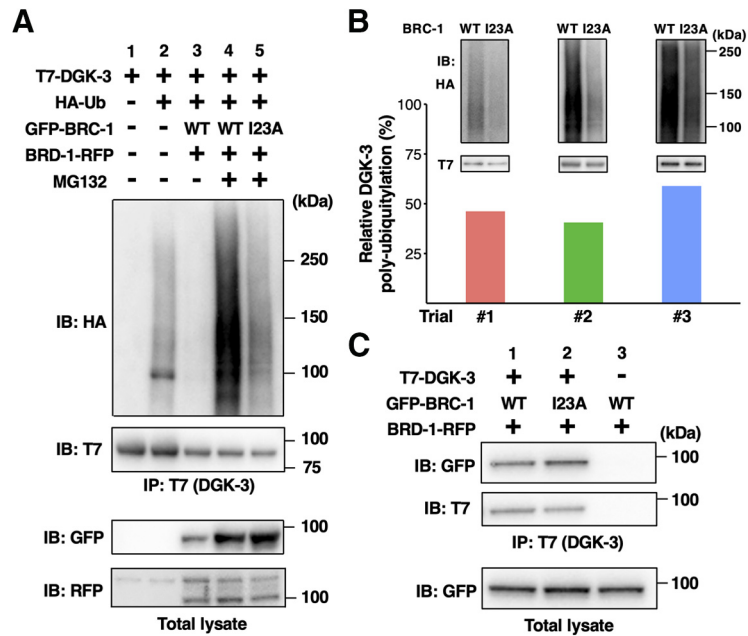 A
1 2 3 4 5
T7-DGK-3 + + + + +
HA-Ub - + + + +
GFP-BRC-1 - - WT WT I23A
BRD-1-RFP - - + + +
MG132 - - - + +
(kDa)
IB: HA
250
150
100
IB: T7
100
75
IP: T7 (DGK-3)
IB: GFP
100
IB: RFP
100
Total lysate
B
BRC-1 WT I23A WT I23A WT I23A (kDa)
IB:
HA
250
150
100
T7
Relative DGK-3
poly-ubiquitylation (%)
100
75
50
25
Trial #1 #2 #3
C
1 2 3
T7-DGK-3 + + -
GFP-BRC-1 WT I23A WT
BRD-1-RFP + + +
(kDa)
IB: GFP
100
IB: T7
100
IP: T7 (DGK-3)
IB: GFP
100
Total lysate